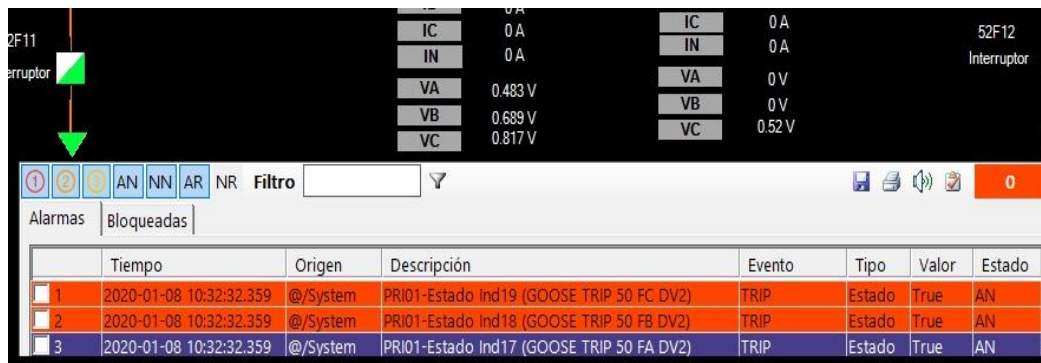 IC 0 A IC 0 A
2F11 IN 0 A IN 0 A 52F12
erruptor Interruptor
VA 0.483 V VA 0 V
VB 0.689 V VB 0 V
VC 0.817 V VC 0.52 V
1 2 3 AN NN AR NR Filtro 0
Alarmas Bloqueadas
Tiempo Origen Descripción Evento Tipo Valor Estado
1 2020-01-08 10:32:32.359 @/System PRI01-Estado Ind19 (GOOSE TRIP 50 FC DV2) TRIP Estado True AN
2 2020-01-08 10:32:32.359 @/System PRI01-Estado Ind18 (GOOSE TRIP 50 FB DV2) TRIP Estado True AN
3 2020-01-08 10:32:32.359 @/System PRI01-Estado Ind17 (GOOSE TRIP 50 FA DV2) TRIP Estado True AN